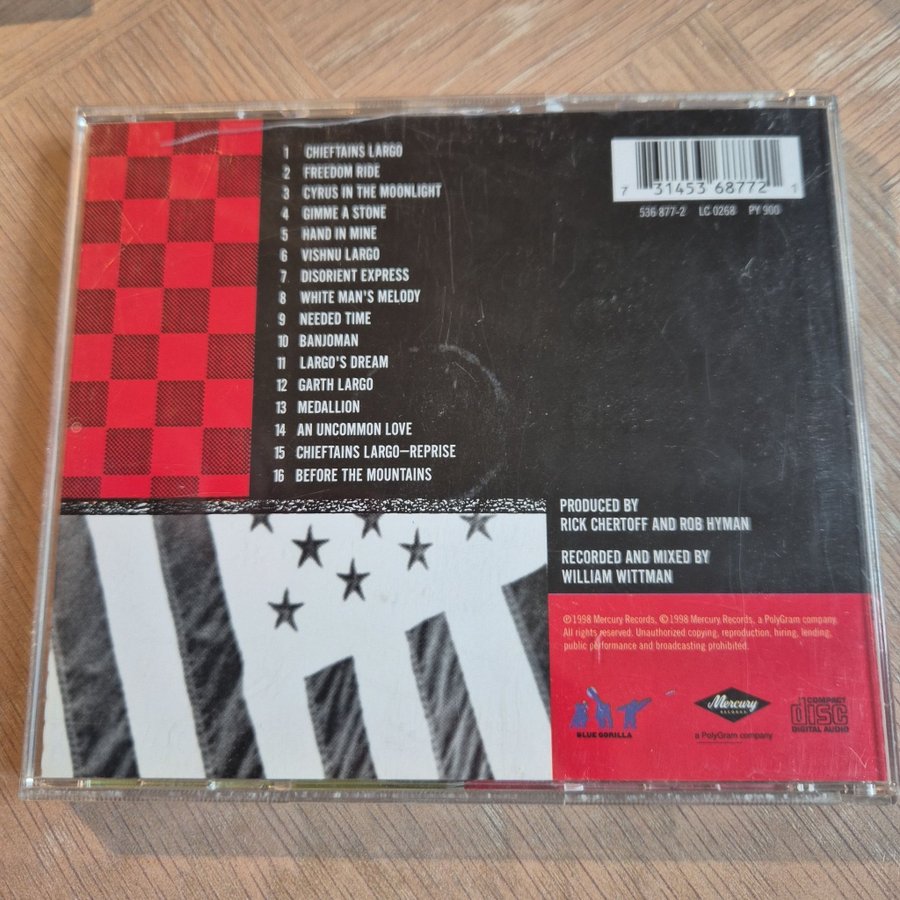 1 CHIEFTAINS LARGO
2 FREEDOM RIDE
3 CYRUS IN THE MOONLIGHT
4 GIMME A STONE
5 HAND IN MINE
6 VISHNU LARGO
7 DISORIENT EXPRESS
8 WHITE MAN'S MELODY
9 NEEDED TIME
10 BANJOMAN
11 LARGO'S DREAM
12 GARTH LARGO
13 MEDALLION
14 AN UNCOMMON LOVE
15 CHIEFTAINS LARGO—REPRISE
16 BEFORE THE MOUNTAINS
7 31453 68772 1
536 877-2 LC 0268 PY 900
PRODUCED BY
RICK CHERTOFF AND ROB HYMAN
RECORDED AND MIXED BY
WILLIAM WITTMAN
℗1998 Mercury Records, ©1998 Mercury Records, a PolyGram company.
All rights reserved. Unauthorized copying, reproduction, hiring, lending,
public performance and broadcasting prohibited.
BLUE GORILLA
Mercury
RECORDS
a PolyGram company
COMPACT
disc
DIGITAL AUDIO